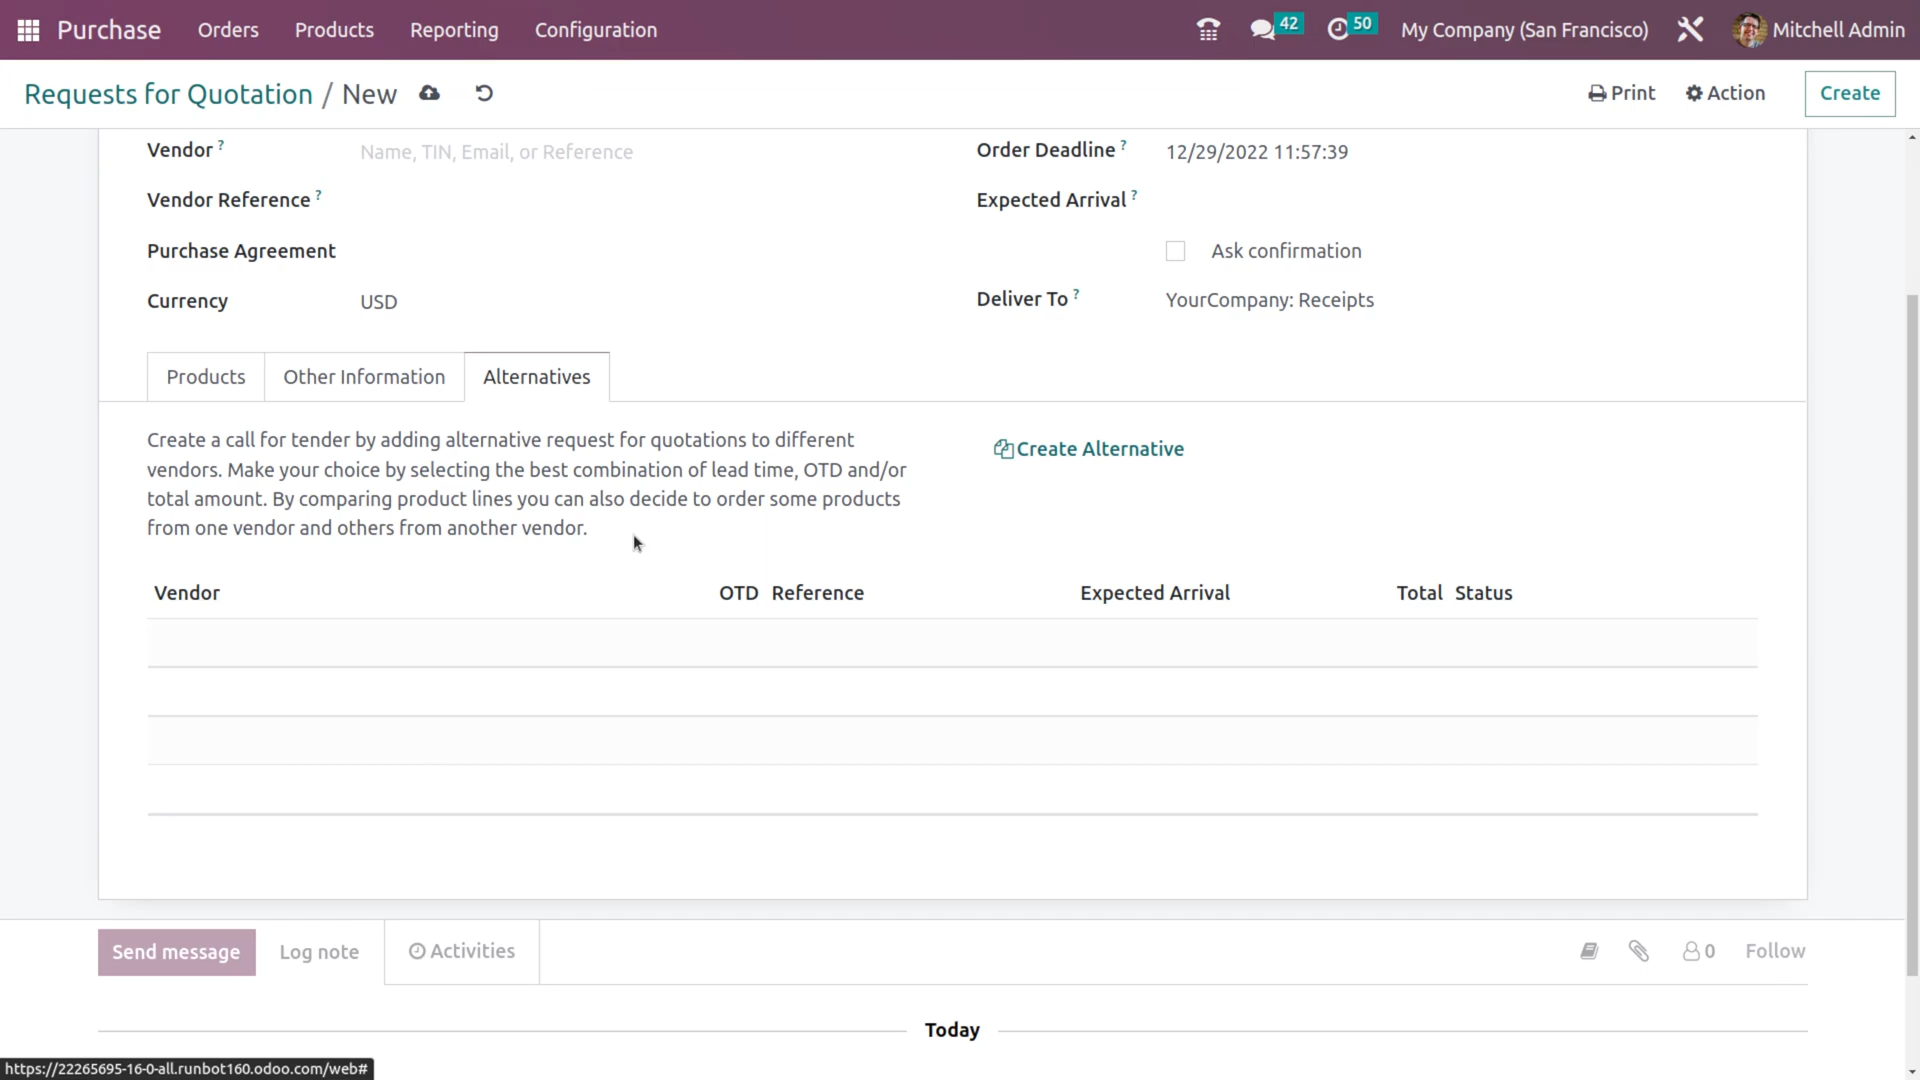 Purchase Orders Products Reporting Configuration 42 50 My Company (San Francisco) Mitchell Admin
Requests for Quotation / New Print Action Create
Vendor ? Name, TIN, Email, or Reference Order Deadline ? 12/29/2022 11:57:39
Vendor Reference ? Expected Arrival ?
Purchase Agreement Ask confirmation
Currency USD Deliver To ? YourCompany: Receipts
Products Other Information Alternatives
Create a call for tender by adding alternative request for quotations to different
vendors. Make your choice by selecting the best combination of lead time, OTD and/or
total amount. By comparing product lines you can also decide to order some products
from one vendor and others from another vendor.
Create Alternative
Vendor OTD Reference Expected Arrival Total Status
Send message Log note Activities 0 Follow
Today
https://22265695-16-0-all.runbot160.odoo.com/web#